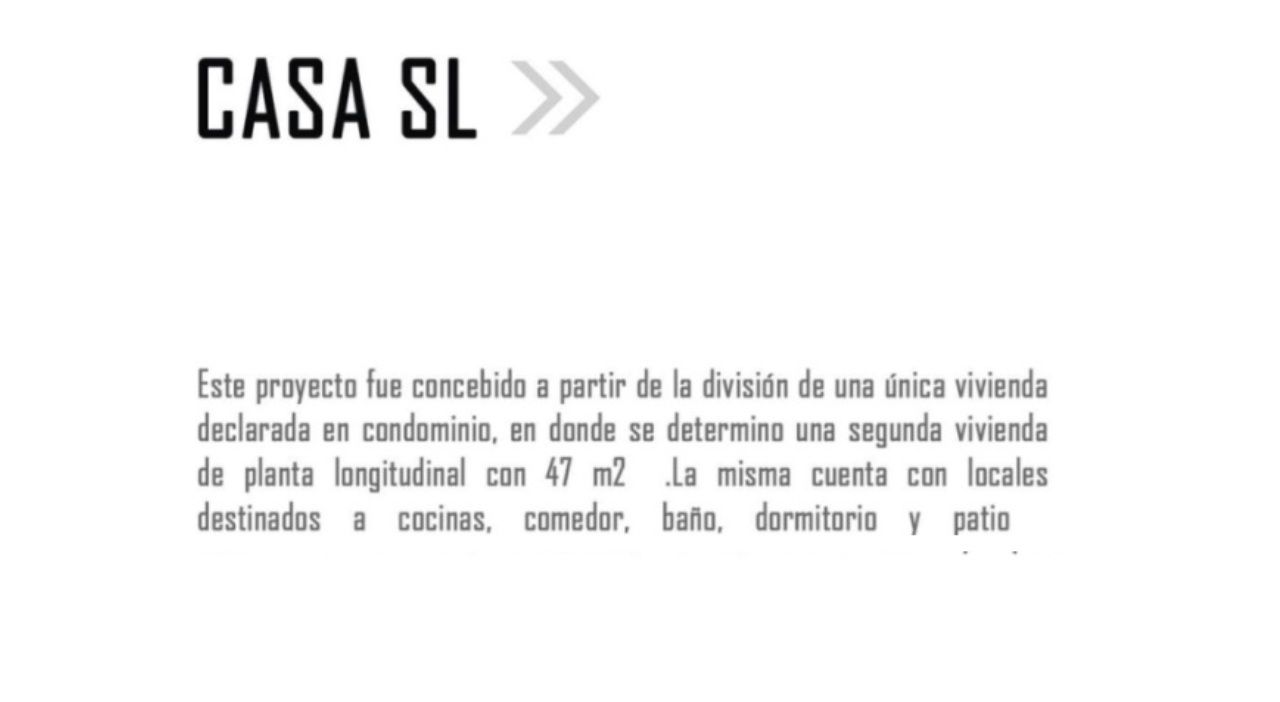 CASA SL
Este proyecto fue concebido a partir de la división de una única vivienda
declarada en condominio, en donde se determino una segunda vivienda
de planta longitudinal con 47 m2 .La misma cuenta con locales
destinados a cocinas, comedor, baño, dormitorio y patio